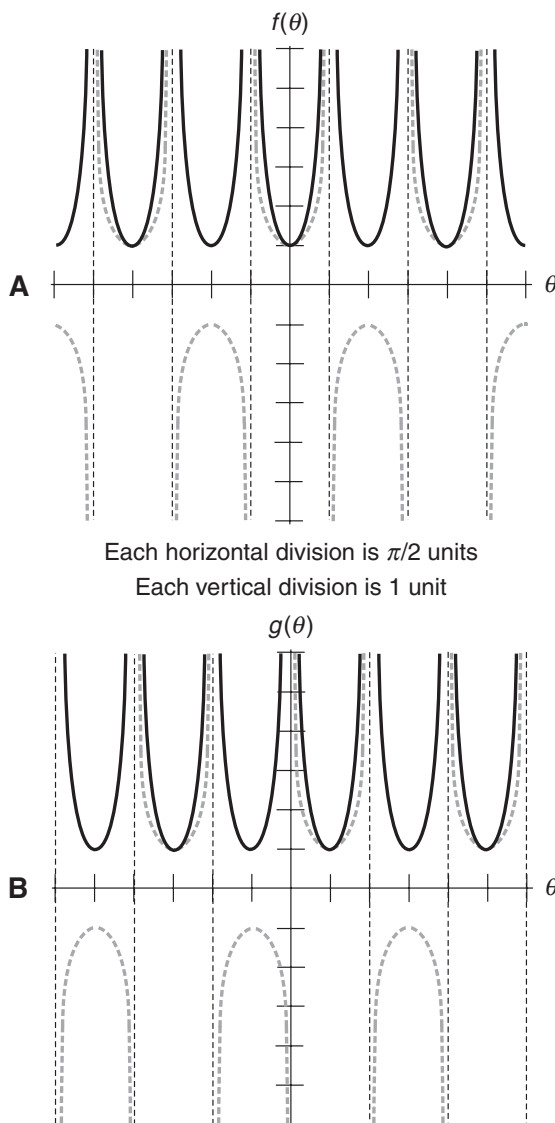 f(θ)
A
θ
Each horizontal division is π/2 units
Each vertical division is 1 unit
g(θ)
B
θ